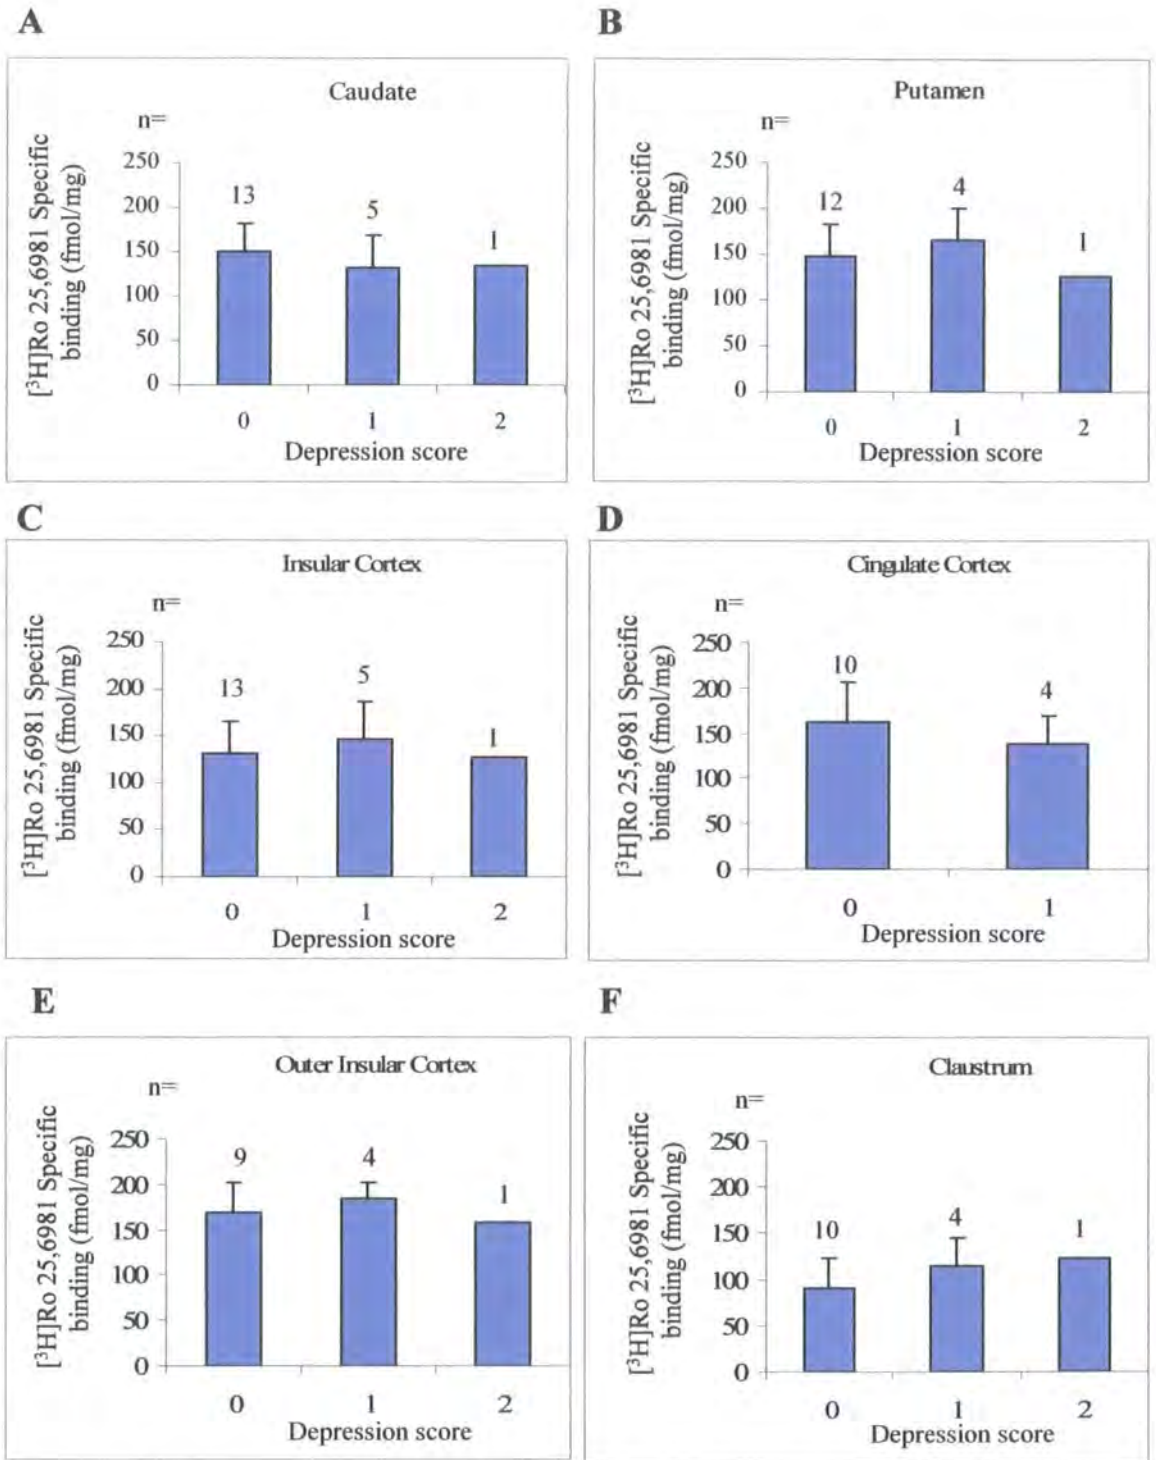 A
Caudate
n=
[³H]Ro 25,6981 Specific
binding (fmol/mg)
250
200
150
100
50
0
13
5
1
0
1
2
Depression score
B
Putamen
n=
[³H]Ro 25,6981 Specific
binding (fmol/mg)
250
200
150
100
50
0
12
4
1
0
1
2
Depression score
C
Insular Cortex
n=
[³H]Ro 25,6981 Specific
binding (fmol/mg)
250
200
150
100
50
0
13
5
1
0
1
2
Depression score
D
Cingulate Cortex
n=
[³H]Ro 25,6981 Specific
binding (fmol/mg)
250
200
150
100
50
0
10
4
0
1
Depression score
E
Outer Insular Cortex
n=
[³H]Ro 25,6981 Specific
binding (fmol/mg)
250
200
150
100
50
0
9
4
1
0
1
2
Depression score
F
Claustrum
n=
[³H]Ro 25,6981 Specific
binding (fmol/mg)
250
200
150
100
50
0
10
4
1
0
1
2
Depression score